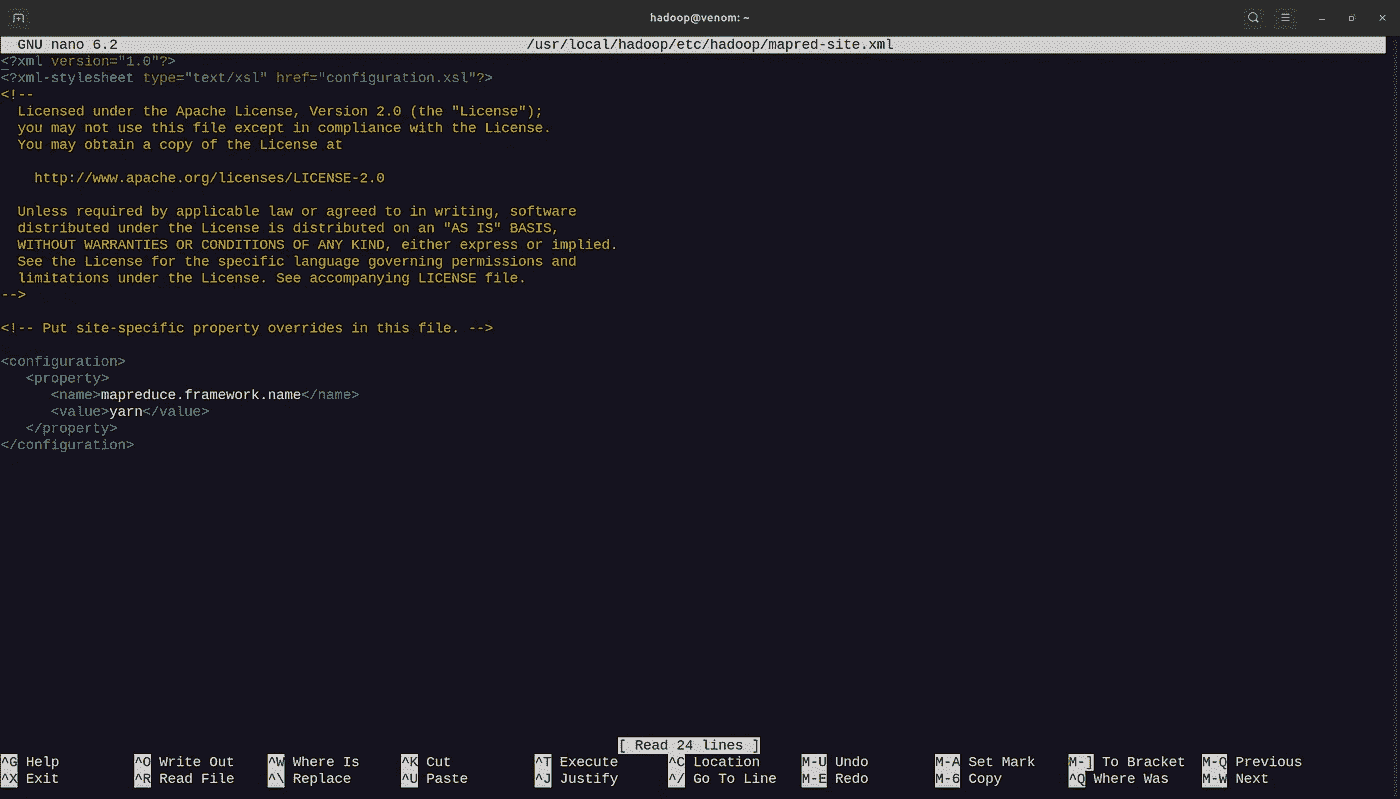 hadoop@venom: ~
GNU nano 6.2 /usr/local/hadoop/etc/hadoop/mapred-site.xml
<?xml version="1.0"?>
<?xml-stylesheet type="text/xsl" href="configuration.xsl"?>
<!--
  Licensed under the Apache License, Version 2.0 (the "License");
  you may not use this file except in compliance with the License.
  You may obtain a copy of the License at

    http://www.apache.org/licenses/LICENSE-2.0

  Unless required by applicable law or agreed to in writing, software
  distributed under the License is distributed on an "AS IS" BASIS,
  WITHOUT WARRANTIES OR CONDITIONS OF ANY KIND, either express or implied.
  See the License for the specific language governing permissions and
  limitations under the License. See accompanying LICENSE file.
-->

<!-- Put site-specific property overrides in this file. -->

<configuration>
   <property>
      <name>mapreduce.framework.name</name>
      <value>yarn</value>
   </property>
</configuration>
[ Read 24 lines ]
^G Help ^O Write Out ^W Where Is ^K Cut ^T Execute ^C Location M-U Undo M-A Set Mark M-] To Bracket M-Q Previous
^X Exit ^R Read File ^\ Replace ^U Paste ^J Justify ^/ Go To Line M-E Redo M-6 Copy ^Q Where Was M-W Next